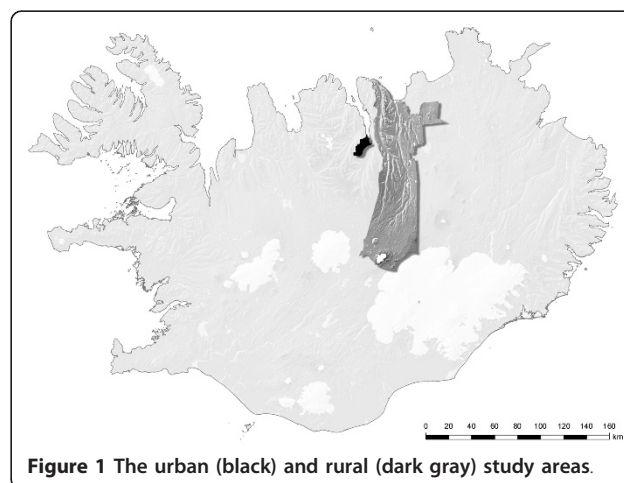 0 20 40 60 80 100 120 140 160
km
Figure 1 The urban (black) and rural (dark gray) study areas.